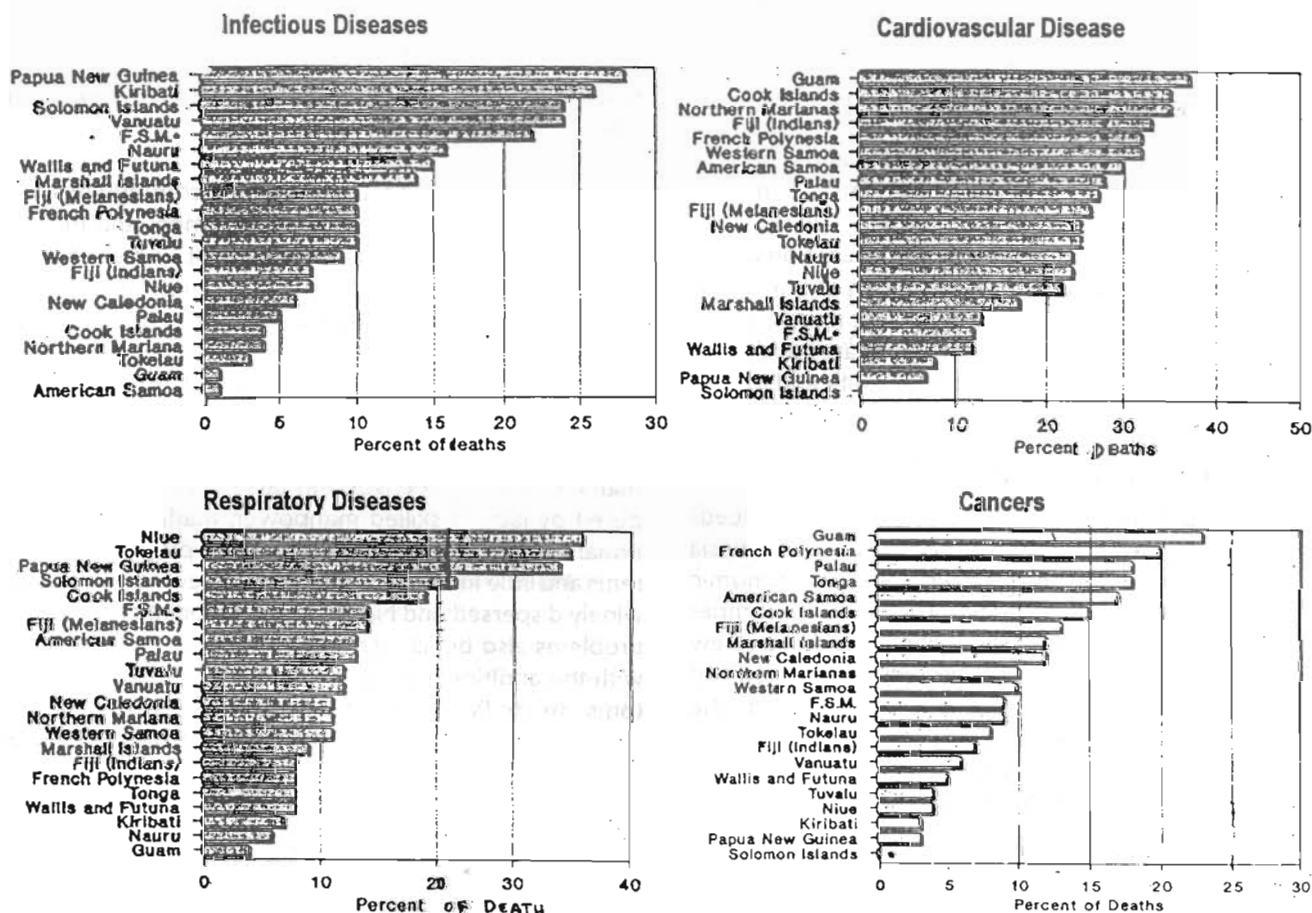 Infectious Diseases
Papua New Guinea
Kiribati
Solomon Islands
Vanuatu
F.S.M.*
Nauru
Wallis and Futuna
Marshall Islands
Fiji (Melanesians)
French Polynesia
Tonga
Tuvalu
Western Samoa
Fiji (Indians)
Niue
New Caledonia
Palau
Cook Islands
Northern Mariana
Tokelau
Guam
American Samoa
0 5 10 15 20 25 30
Percent of deaths
Cardiovascular Disease
Guam
Cook Islands
Northern Marianas
Fiji (Indians)
French Polynesia
Western Samoa
American Samoa
Palau
Tonga
Fiji (Melanesians)
New Caledonia
Tokelau
Nauru
Niue
Tuvalu
Marshall Islands
Vanuatu
F.S.M.*
Wallis and Futuna
Kiribati
Papua New Guinea
Solomon Islands
0 10 20 30 40 50
Percent Deaths
Respiratory Diseases
Niue
Tokelau
Papua New Guinea
Solomon Islands
Cook Islands
F.S.M.*
Fiji (Melanesians)
American Samoa
Palau
Tuvalu
Vanuatu
New Caledonia
Northern Mariana
Western Samoa
Marshall Islands
Fiji (Indians)
French Polynesia
Tonga
Wallis and Futuna
Kiribati
Nauru
Guam
0 10 20 30 40
Percent OF DEATH
Cancers
Guam
French Polynesia
Palau
Tonga
American Samoa
Cook Islands
Fiji (Melanesians)
Marshall Islands
New Caledonia
Northern Marianas
Western Samoa
F.S.M.
Nauru
Tokelau
Fiji (Indians)
Vanuatu
Wallis and Futuna
Tuvalu
Niue
Kiribati
Papua New Guinea
Solomon Islands
0 5 10 15 20 25 30
Percent of Deaths